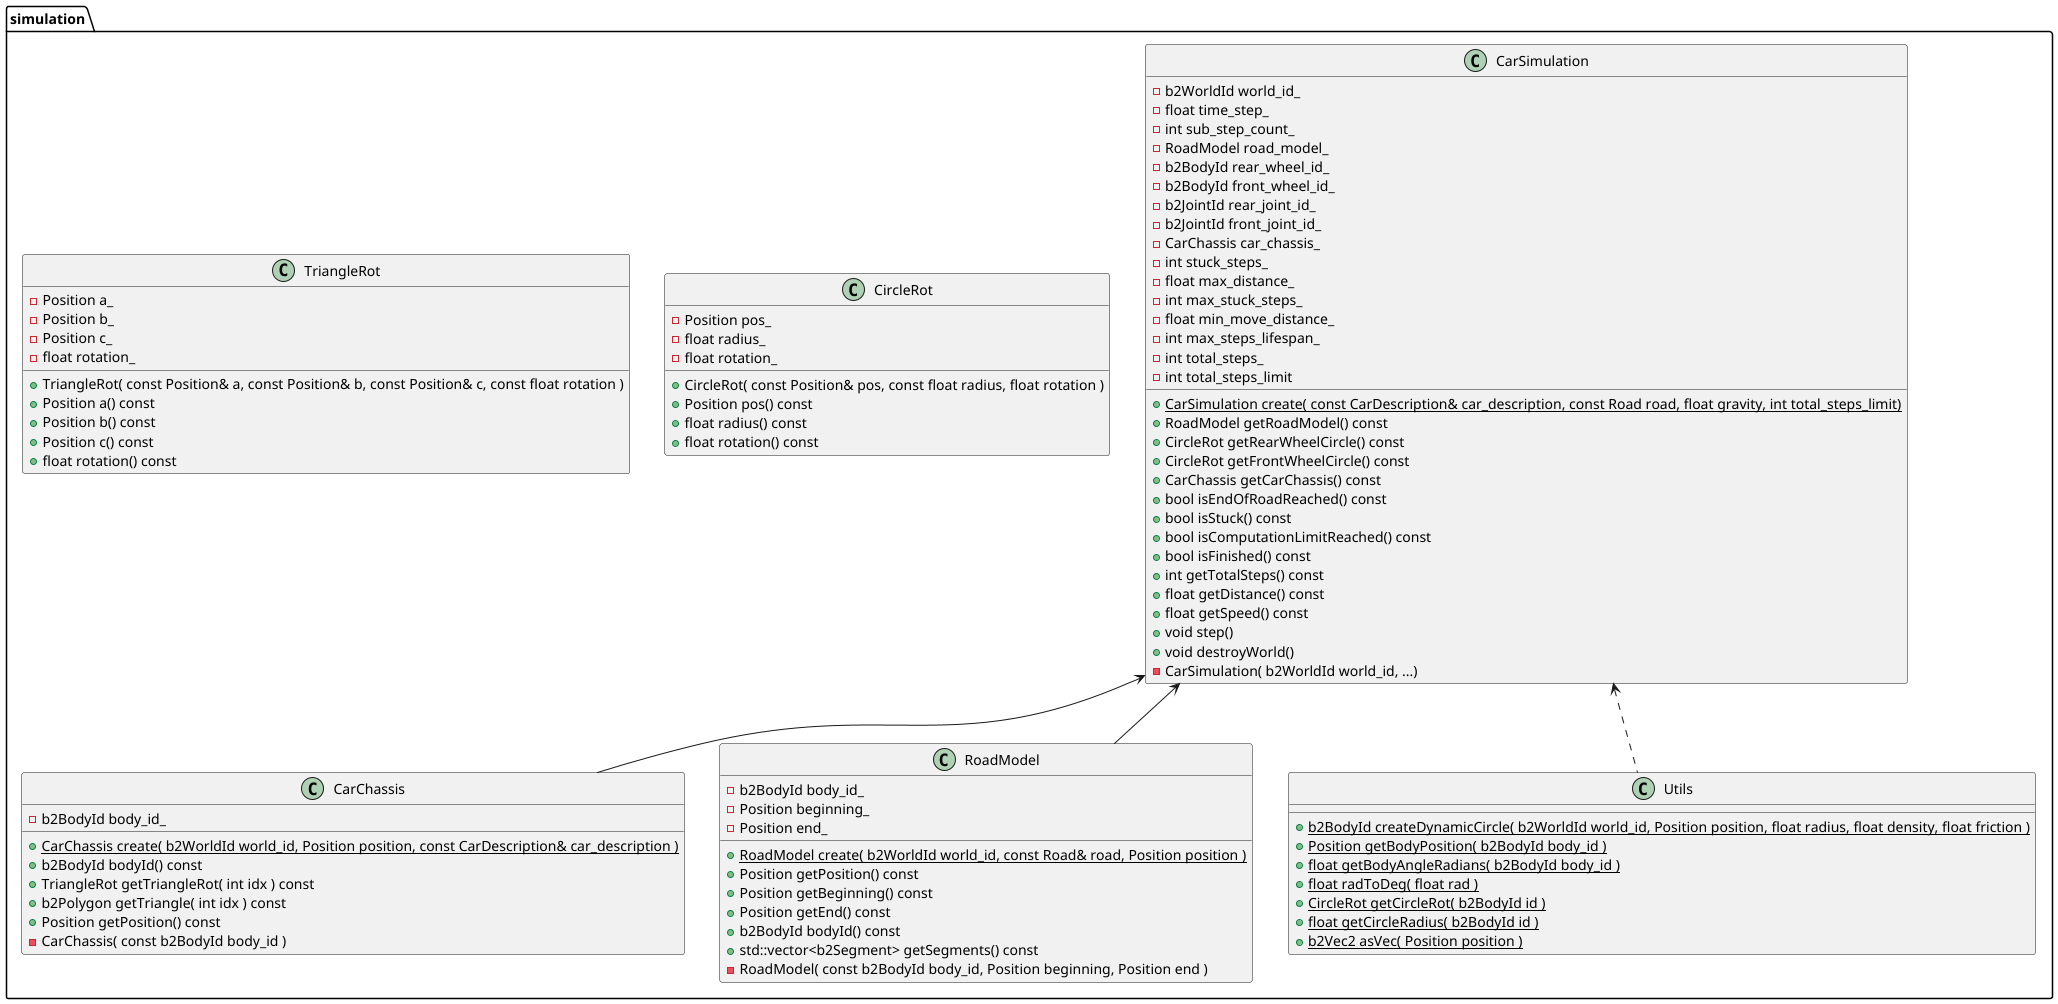 simulation
C CarSimulation
b2WorldId world_id_
float time_step_
int sub_step_count_
RoadModel road_model_
b2BodyId rear_wheel_id_
b2BodyId front_wheel_id_
b2JointId rear_joint_id_
b2JointId front_joint_id_
CarChassis car_chassis_
int stuck_steps_
float max_distance_
int max_stuck_steps_
float min_move_distance_
int max_steps_lifespan_
int total_steps_
int total_steps_limit
CarSimulation create( const CarDescription& car_description, const Road road, float gravity, int total_steps_limit)
RoadModel getRoadModel() const
CircleRot getRearWheelCircle() const
CircleRot getFrontWheelCircle() const
CarChassis getCarChassis() const
bool isEndOfRoadReached() const
bool isStuck() const
bool isComputationLimitReached() const
bool isFinished() const
int getTotalSteps() const
float getDistance() const
float getSpeed() const
void step()
void destroyWorld()
CarSimulation( b2WorldId world_id, ...)
C TriangleRot
Position a_
Position b_
Position c_
float rotation_
TriangleRot( const Position& a, const Position& b, const Position& c, const float rotation )
Position a() const
Position b() const
Position c() const
float rotation() const
C CircleRot
Position pos_
float radius_
float rotation_
CircleRot( const Position& pos, const float radius, float rotation )
Position pos() const
float radius() const
float rotation() const
C CarChassis
b2BodyId body_id_
CarChassis create( b2WorldId world_id, Position position, const CarDescription& car_description )
b2BodyId bodyId() const
TriangleRot getTriangleRot( int idx ) const
b2Polygon getTriangle( int idx ) const
Position getPosition() const
CarChassis( const b2BodyId body_id )
C RoadModel
b2BodyId body_id_
Position beginning_
Position end_
RoadModel create( b2WorldId world_id, const Road& road, Position position )
Position getPosition() const
Position getBeginning() const
Position getEnd() const
b2BodyId bodyId() const
std::vector<b2Segment> getSegments() const
RoadModel( const b2BodyId body_id, Position beginning, Position end )
C Utils
b2BodyId createDynamicCircle( b2WorldId world_id, Position position, float radius, float density, float friction )
Position getBodyPosition( b2BodyId body_id )
float getBodyAngleRadians( b2BodyId body_id )
float radToDeg( float rad )
CircleRot getCircleRot( b2BodyId id )
float getCircleRadius( b2BodyId id )
b2Vec2 asVec( Position position )